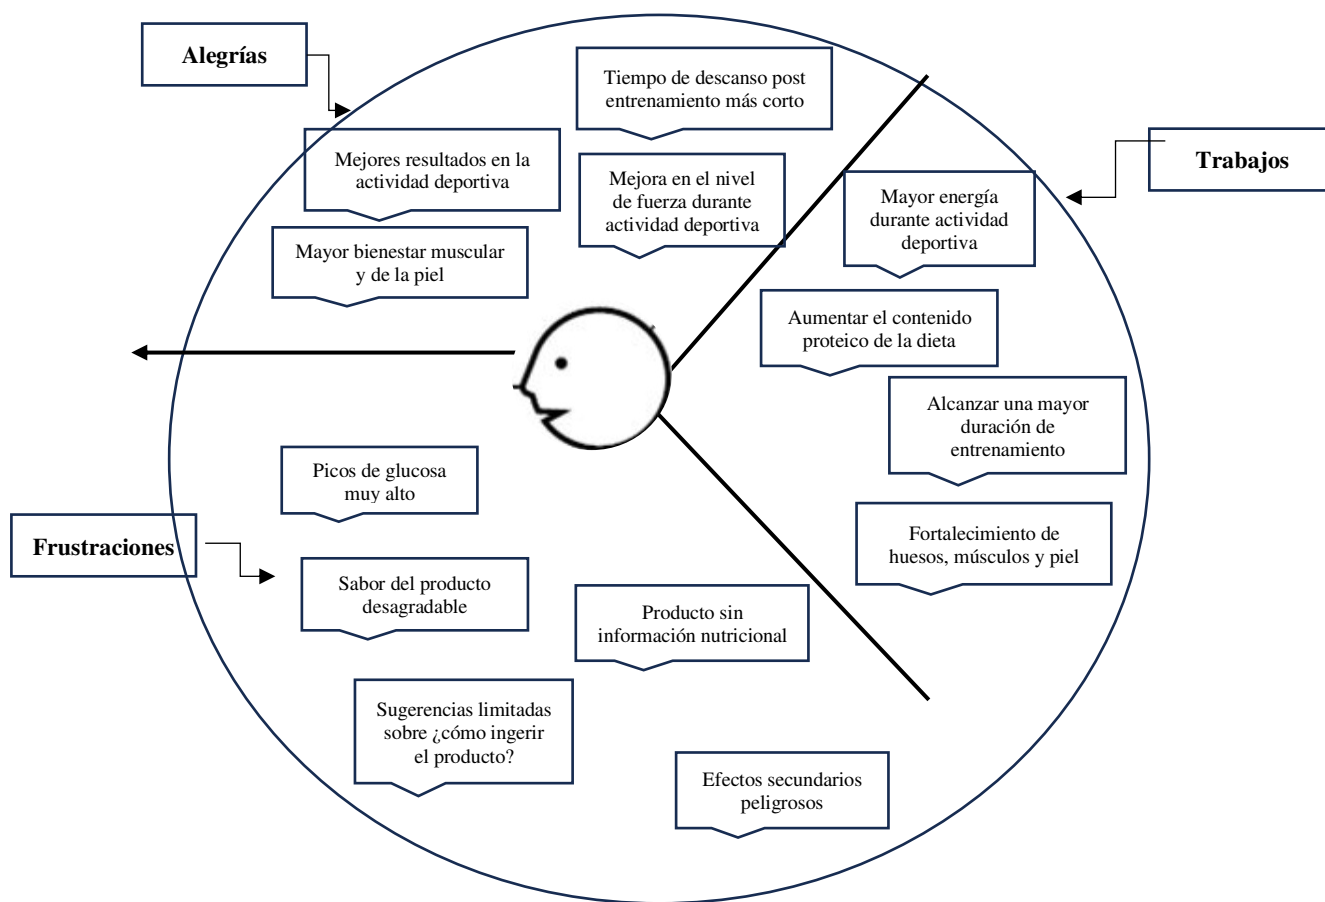 Alegrías
Tiempo de descanso post
entrenamiento más corto
Mejores resultados en la
actividad deportiva
Mejora en el nivel
de fuerza durante
actividad deportiva
Mayor bienestar muscular
y de la piel
Trabajos
Mayor energía
durante actividad
deportiva
Aumentar el contenido
proteico de la dieta
Alcanzar una mayor
duración de
entrenamiento
Fortalecimiento de
huesos, músculos y piel
Frustraciones
Picos de glucosa
muy alto
Sabor del producto
desagradable
Producto sin
información nutricional
Sugerencias limitadas
sobre ¿cómo ingerir
el producto?
Efectos secundarios
peligrosos